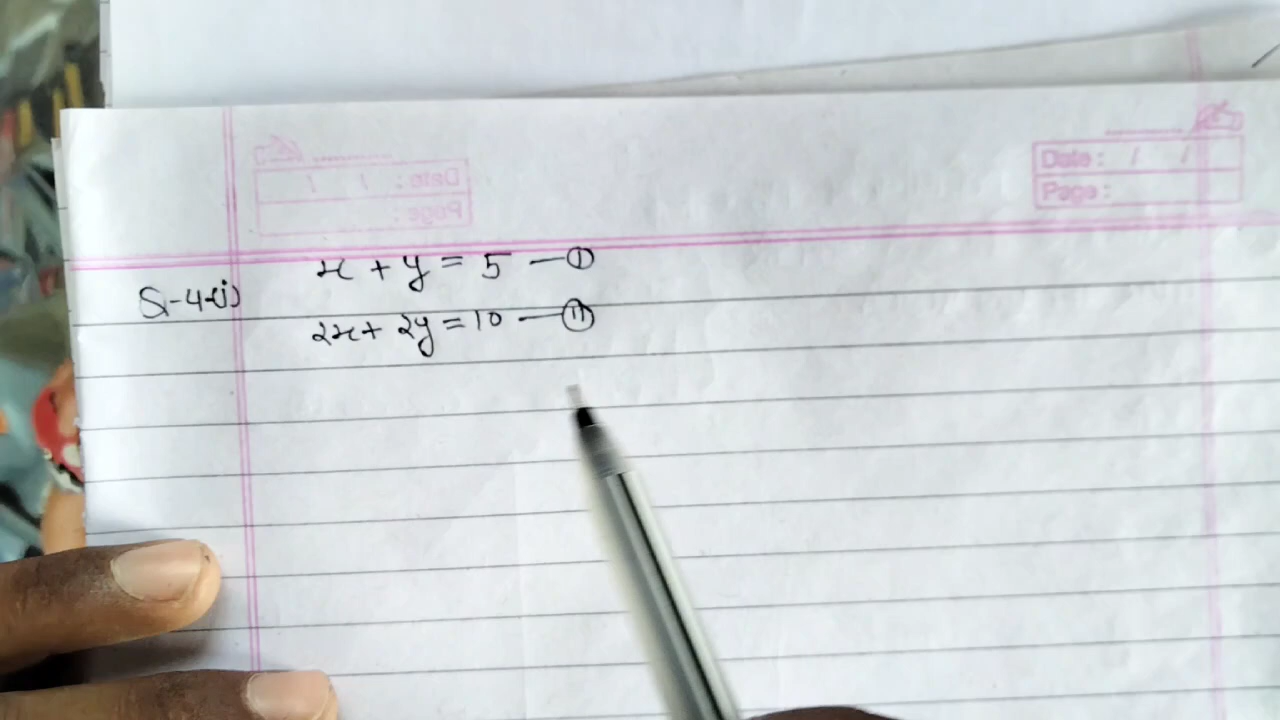 Date : / /
Page :
x + y = 5 — ①
Q-4(i)
2x + 2y = 10 — ⑪